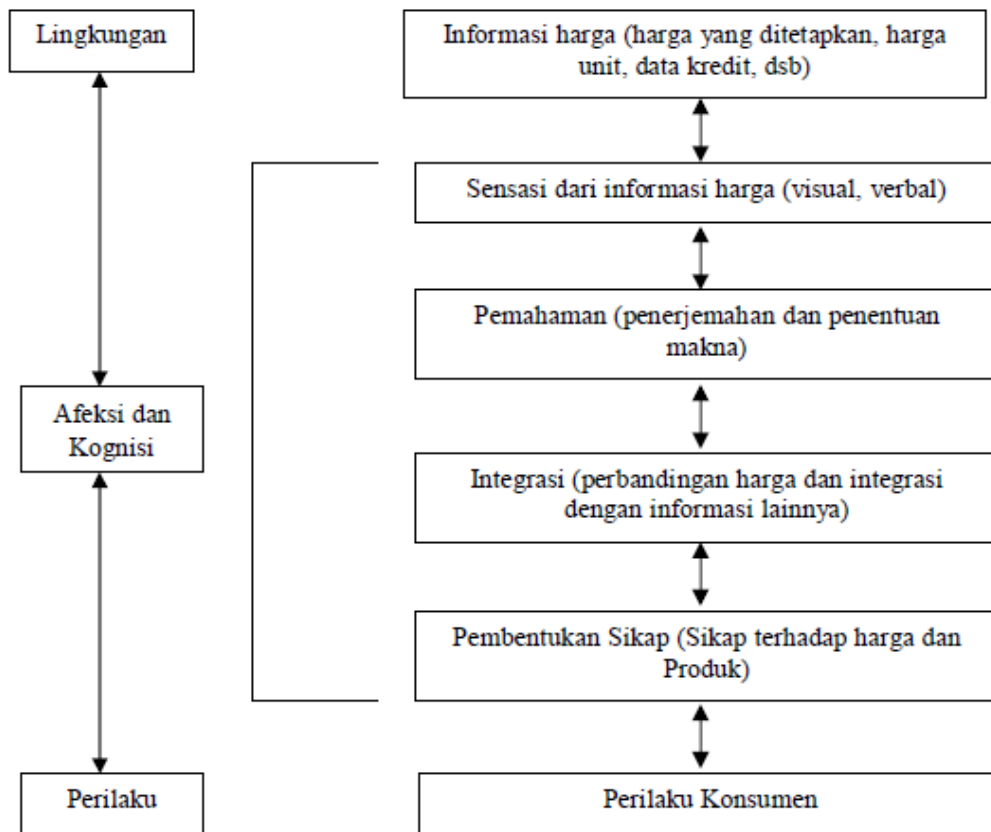 Lingkungan
Informasi harga (harga yang ditetapkan, harga
unit, data kredit, dsb)
Sensasi dari informasi harga (visual, verbal)
Pemahaman (penerjemahan dan penentuan
makna)
Afeksi dan
Kognisi
Integrasi (perbandingan harga dan integrasi
dengan informasi lainnya)
Pembentukan Sikap (Sikap terhadap harga dan
Produk)
Perilaku
Perilaku Konsumen